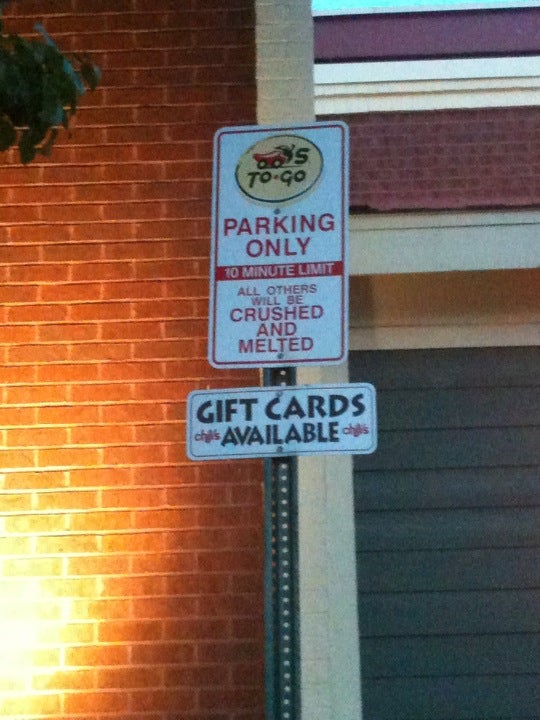 'S
TO•GO
PARKING
ONLY
10 MINUTE LIMIT
ALL OTHERS
WILL BE
CRUSHED
AND
MELTED
GIFT CARDS
chili's AVAILABLE chili's